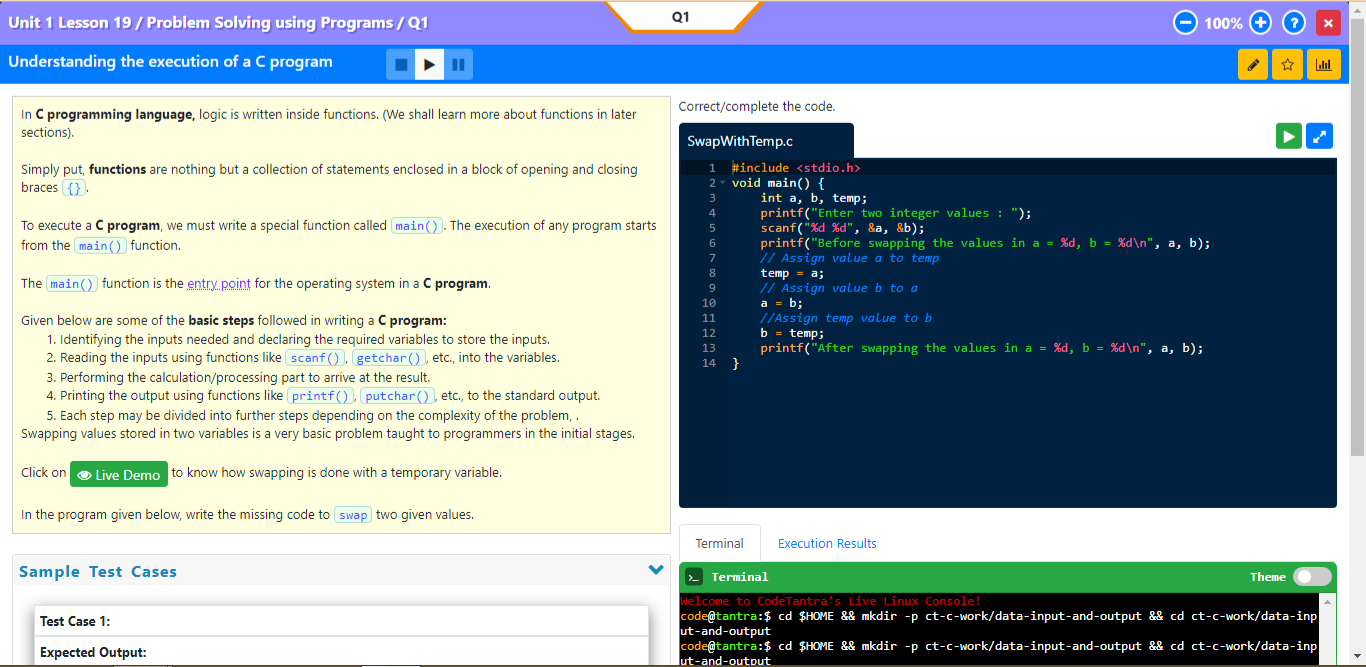 Unit 1 Lesson 19 / Problem Solving using Programs / Q1
Q1
100%
Understanding the execution of a C program
In C programming language, logic is written inside functions. (We shall learn more about functions in later
sections).
Simply put, functions are nothing but a collection of statements enclosed in a block of opening and closing
braces {}.
To execute a C program, we must write a special function called main() . The execution of any program starts
from the main() function.
The main() function is the entry point for the operating system in a C program.
Given below are some of the basic steps followed in writing a C program:
1. Identifying the inputs needed and declaring the required variables to store the inputs.
2. Reading the inputs using functions like scanf(), getchar(), etc., into the variables.
3. Performing the calculation/processing part to arrive at the result.
4. Printing the output using functions like printf(), putchar(), etc., to the standard output.
5. Each step may be divided into further steps depending on the complexity of the problem, .
Swapping values stored in two variables is a very basic problem taught to programmers in the initial stages.
Click on Live Demo to know how swapping is done with a temporary variable.
In the program given below, write the missing code to swap two given values.
Sample Test Cases
Test Case 1:
Expected Output:
Correct/complete the code.
SwapWithTemp.c
1 #include <stdio.h>
2 void main() {
3 int a, b, temp;
4 printf("Enter two integer values : ");
5 scanf("%d %d", &a, &b);
6 printf("Before swapping the values in a = %d, b = %d\n", a, b);
7 // Assign value a to temp
8 temp = a;
9 // Assign value b to a
10 a = b;
11 //Assign temp value to b
12 b = temp;
13 printf("After swapping the values in a = %d, b = %d\n", a, b);
14 }
Terminal Execution Results
Terminal Theme
Welcome to CodeTantra's Live Linux Console!
code@tantra:$ cd $HOME && mkdir -p ct-c-work/data-input-and-output && cd ct-c-work/data-inp
ut-and-output
code@tantra:$ cd $HOME && mkdir -p ct-c-work/data-input-and-output && cd ct-c-work/data-inp
ut-and-output